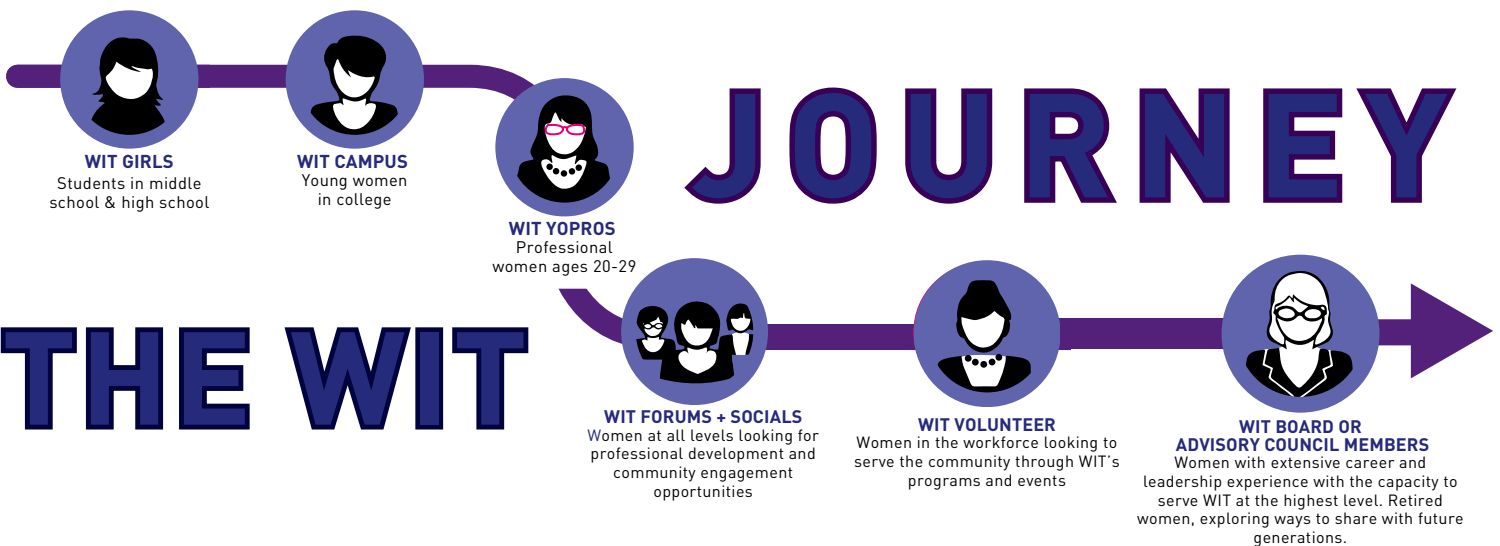 THE WIT
JOURNEY
WIT GIRLS
Students in middle
school & high school
WIT CAMPUS
Young women
in college
WIT YOPROS
Professional
women ages 20-29
WIT FORUMS + SOCIALS
Women at all levels looking for
professional development and
community engagement
opportunities
WIT VOLUNTEER
Women in the workforce looking to
serve the community through WIT's
programs and events
WIT BOARD OR
ADVISORY COUNCIL MEMBERS
Women with extensive career and
leadership experience with the capacity to
serve WIT at the highest level. Retired
women, exploring ways to share with future
generations.